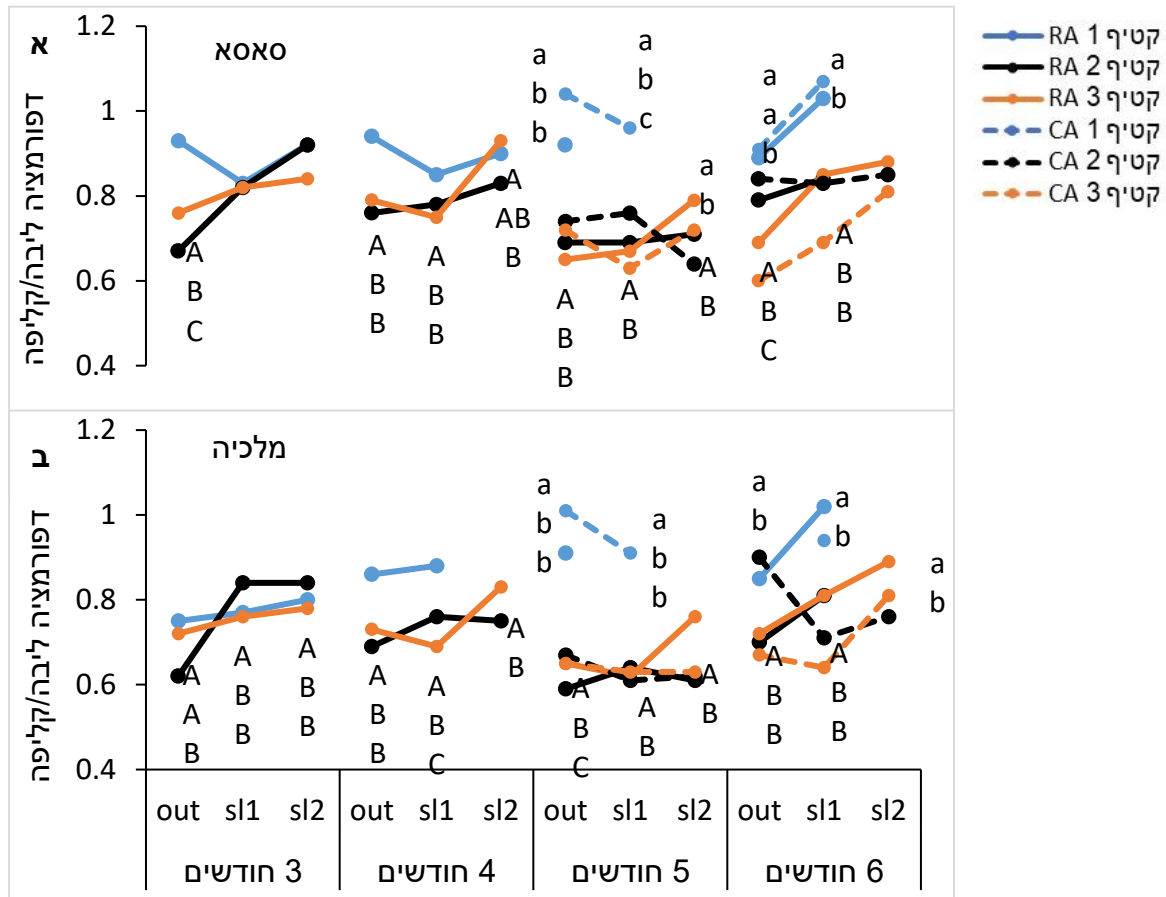 א
סאסא
דפורמציה ליבה/קליפה
1.2
1
0.8
0.6
0.4
A
B
C
A
B
B
A
B
B
A
AB
B
a
b
b
a
b
c
a
b
A
B
B
A
B
A
B
a
a
b
a
b
A
B
C
A
B
B
RA קטיף 1
RA קטיף 2
RA קטיף 3
CA קטיף 1
CA קטיף 2
CA קטיף 3
ב
מלכיה
דפורמציה ליבה/קליפה
1.2
1
0.8
0.6
0.4
A
A
B
A
B
B
A
B
B
A
B
B
A
B
C
A
B
a
b
b
a
b
b
A
B
C
A
B
A
B
a
b
a
b
a
b
A
B
B
A
B
B
out sl1 sl2 out sl1 sl2 out sl1 sl2 out sl1 sl2
3 חודשים 4 חודשים 5 חודשים 6 חודשים